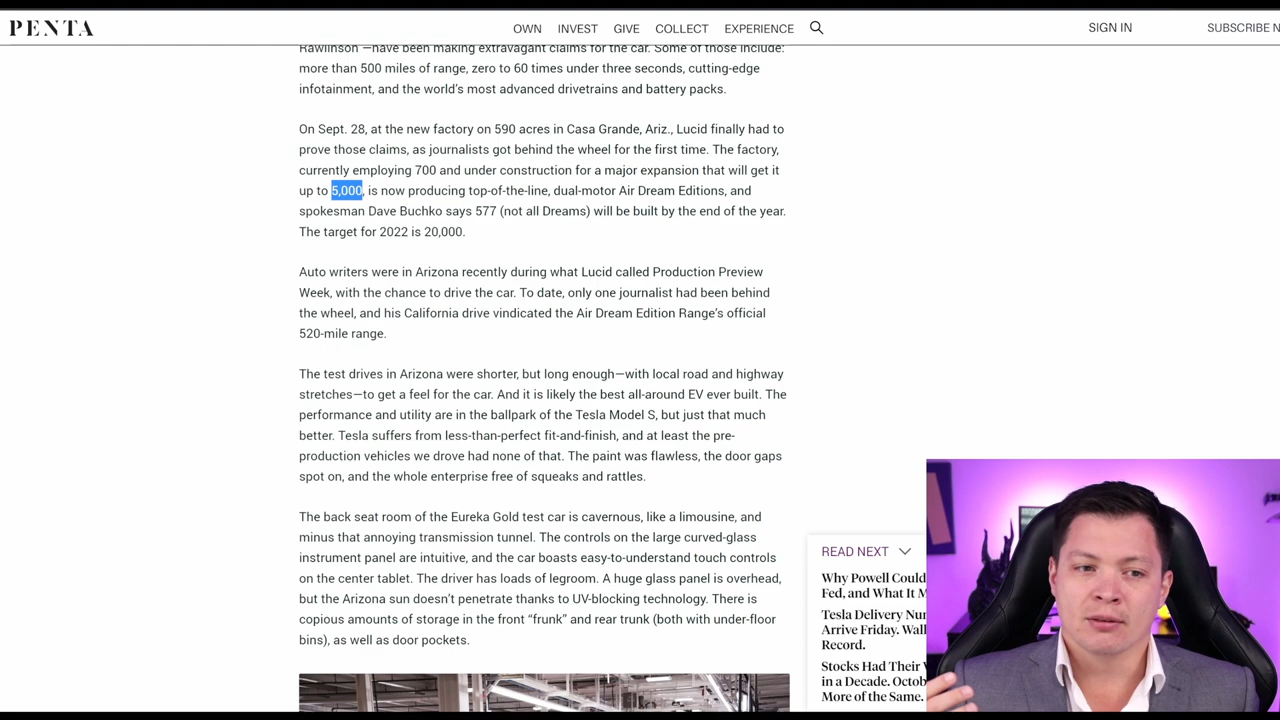 PENTA
OWN INVEST GIVE COLLECT EXPERIENCE
SIGN IN
SUBSCRIBE N
Rawlinson —have been making extravagant claims for the car. Some of those include:
more than 500 miles of range, zero to 60 times under three seconds, cutting-edge
infotainment, and the world's most advanced drivetrains and battery packs.
On Sept. 28, at the new factory on 590 acres in Casa Grande, Ariz., Lucid finally had to
prove those claims, as journalists got behind the wheel for the first time. The factory,
currently employing 700 and under construction for a major expansion that will get it
up to 5,000, is now producing top-of-the-line, dual-motor Air Dream Editions, and
spokesman Dave Buchko says 577 (not all Dreams) will be built by the end of the year.
The target for 2022 is 20,000.
Auto writers were in Arizona recently during what Lucid called Production Preview
Week, with the chance to drive the car. To date, only one journalist had been behind
the wheel, and his California drive vindicated the Air Dream Edition Range's official
520-mile range.
The test drives in Arizona were shorter, but long enough—with local road and highway
stretches—to get a feel for the car. And it is likely the best all-around EV ever built. The
performance and utility are in the ballpark of the Tesla Model S, but just that much
better. Tesla suffers from less-than-perfect fit-and-finish, and at least the pre-
production vehicles we drove had none of that. The paint was flawless, the door gaps
spot on, and the whole enterprise free of squeaks and rattles.
The back seat room of the Eureka Gold test car is cavernous, like a limousine, and
minus that annoying transmission tunnel. The controls on the large curved-glass
instrument panel are intuitive, and the car boasts easy-to-understand touch controls
on the center tablet. The driver has loads of legroom. A huge glass panel is overhead,
but the Arizona sun doesn't penetrate thanks to UV-blocking technology. There is
copious amounts of storage in the front “frunk” and rear trunk (both with under-floor
bins), as well as door pockets.
READ NEXT
Why Powell Could
Fed, and What It M
Tesla Delivery Nu
Arrive Friday. Wal
Record.
Stocks Had Their
in a Decade. Octob
More of the Same.